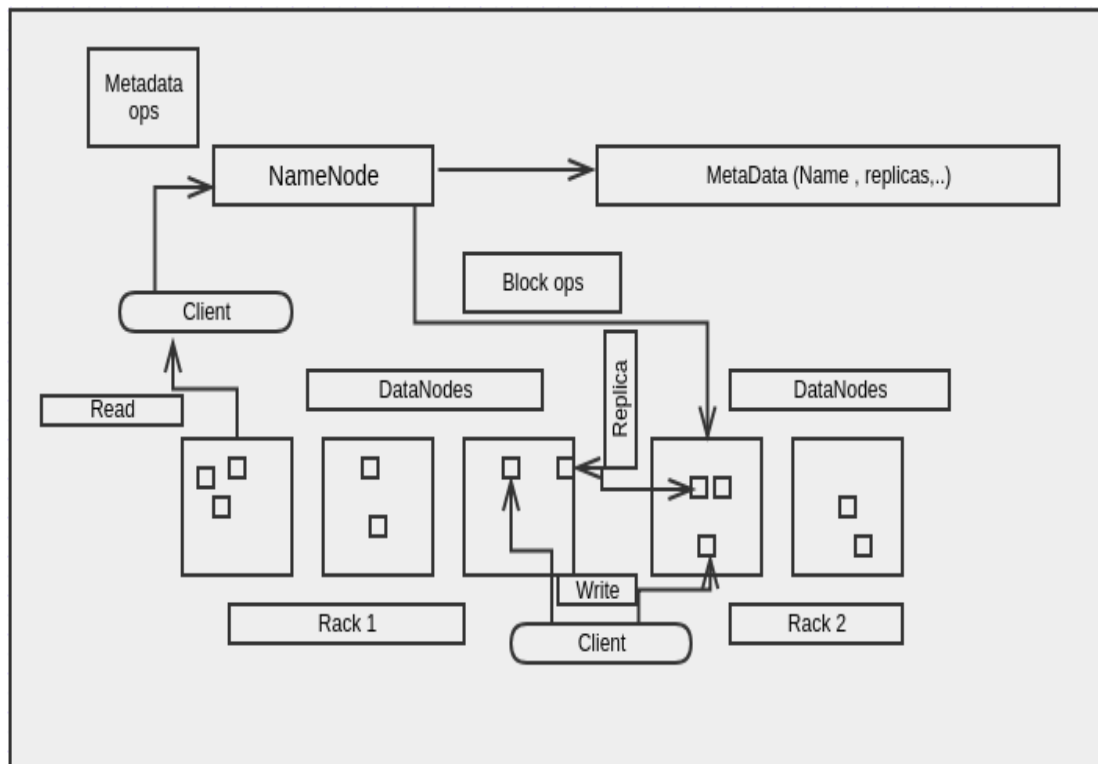 Metadata
ops
NameNode
MetaData (Name , replicas,..)
Block ops
Client
Replica
DataNodes
DataNodes
Read
Write
Rack 1
Rack 2
Client